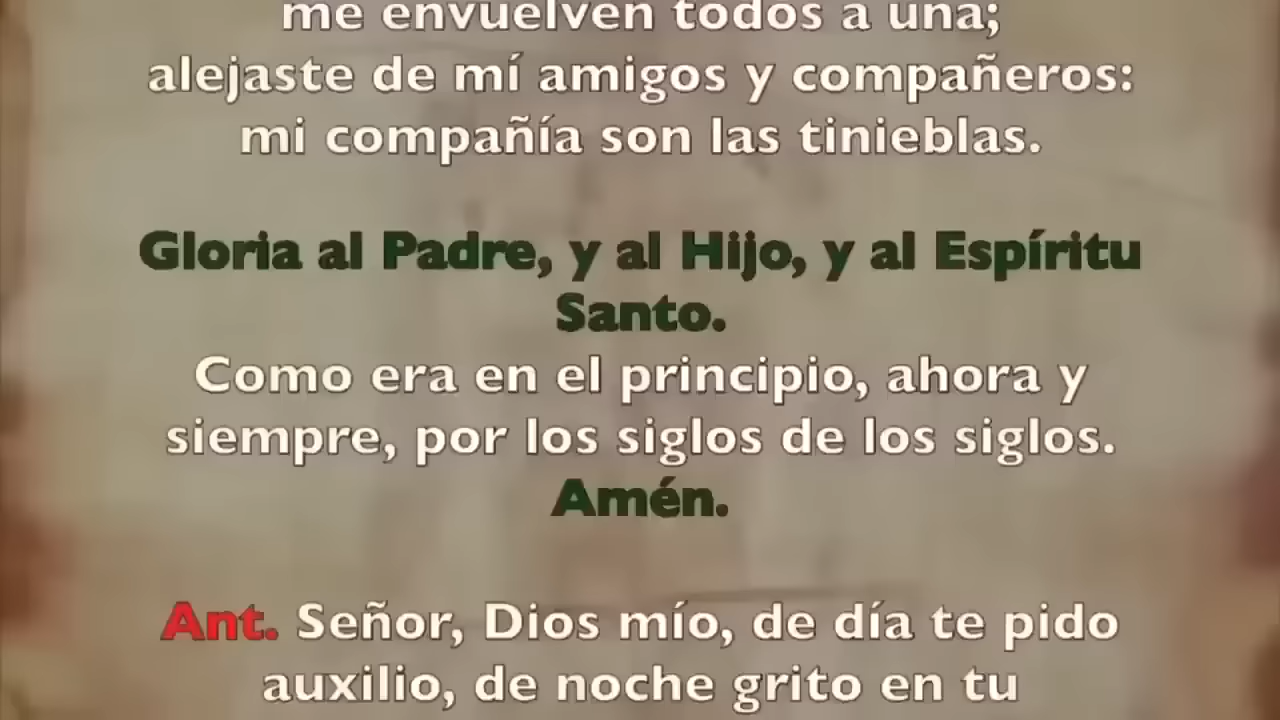 me envuelven todos a una;
alejaste de mí amigos y compañeros:
mi compañía son las tinieblas.
Gloria al Padre, y al Hijo, y al Espíritu
Santo.
Como era en el principio, ahora y
siempre, por los siglos de los siglos.
Amén.
Ant. Señor, Dios mío, de día te pido
auxilio, de noche grito en tu